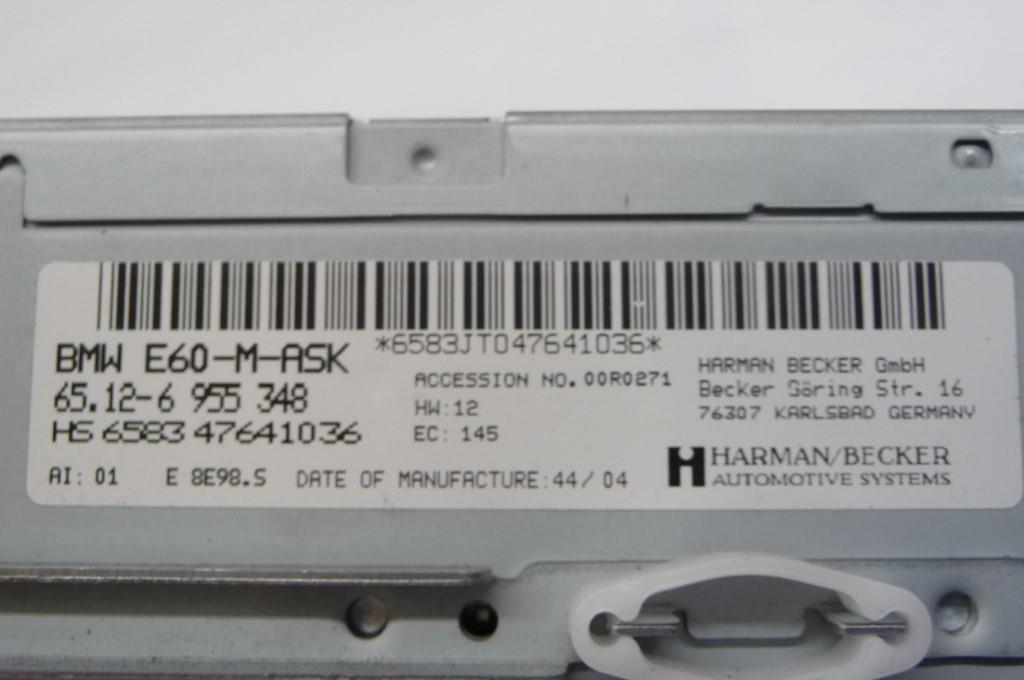 *6583JT047641036*
BMW E60-M-ASK
65.12-6 955 348
HS 6583 47641036
ACCESSION NO. 00R0271
HW:12
EC: 145
HARMAN BECKER GmbH
Becker Göring Str. 16
76307 KARLSBAD GERMANY
AI: 01 E 8E98.S DATE OF MANUFACTURE:44/04
HARMAN/BECKER
AUTOMOTIVE SYSTEMS